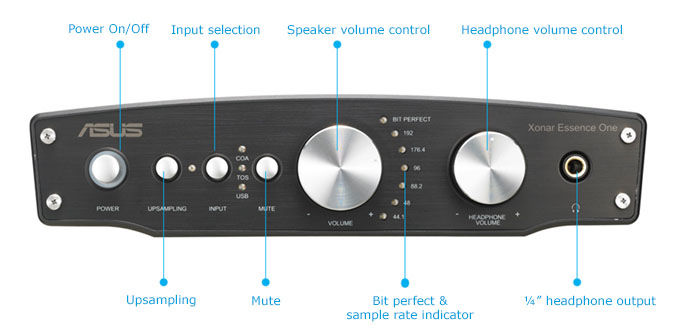 Power On/Off
Input selection
Speaker volume control
Headphone volume control
ASUS
BIT PERFECT
Xonar Essence One
192
176.4
COA
96
TOS
88.2
USB
48
44.1
POWER
UPSAMPLING
INPUT
MUTE
- VOLUME +
- HEADPHONE VOLUME +
Upsampling
Mute
Bit perfect &
sample rate indicator
¼” headphone output